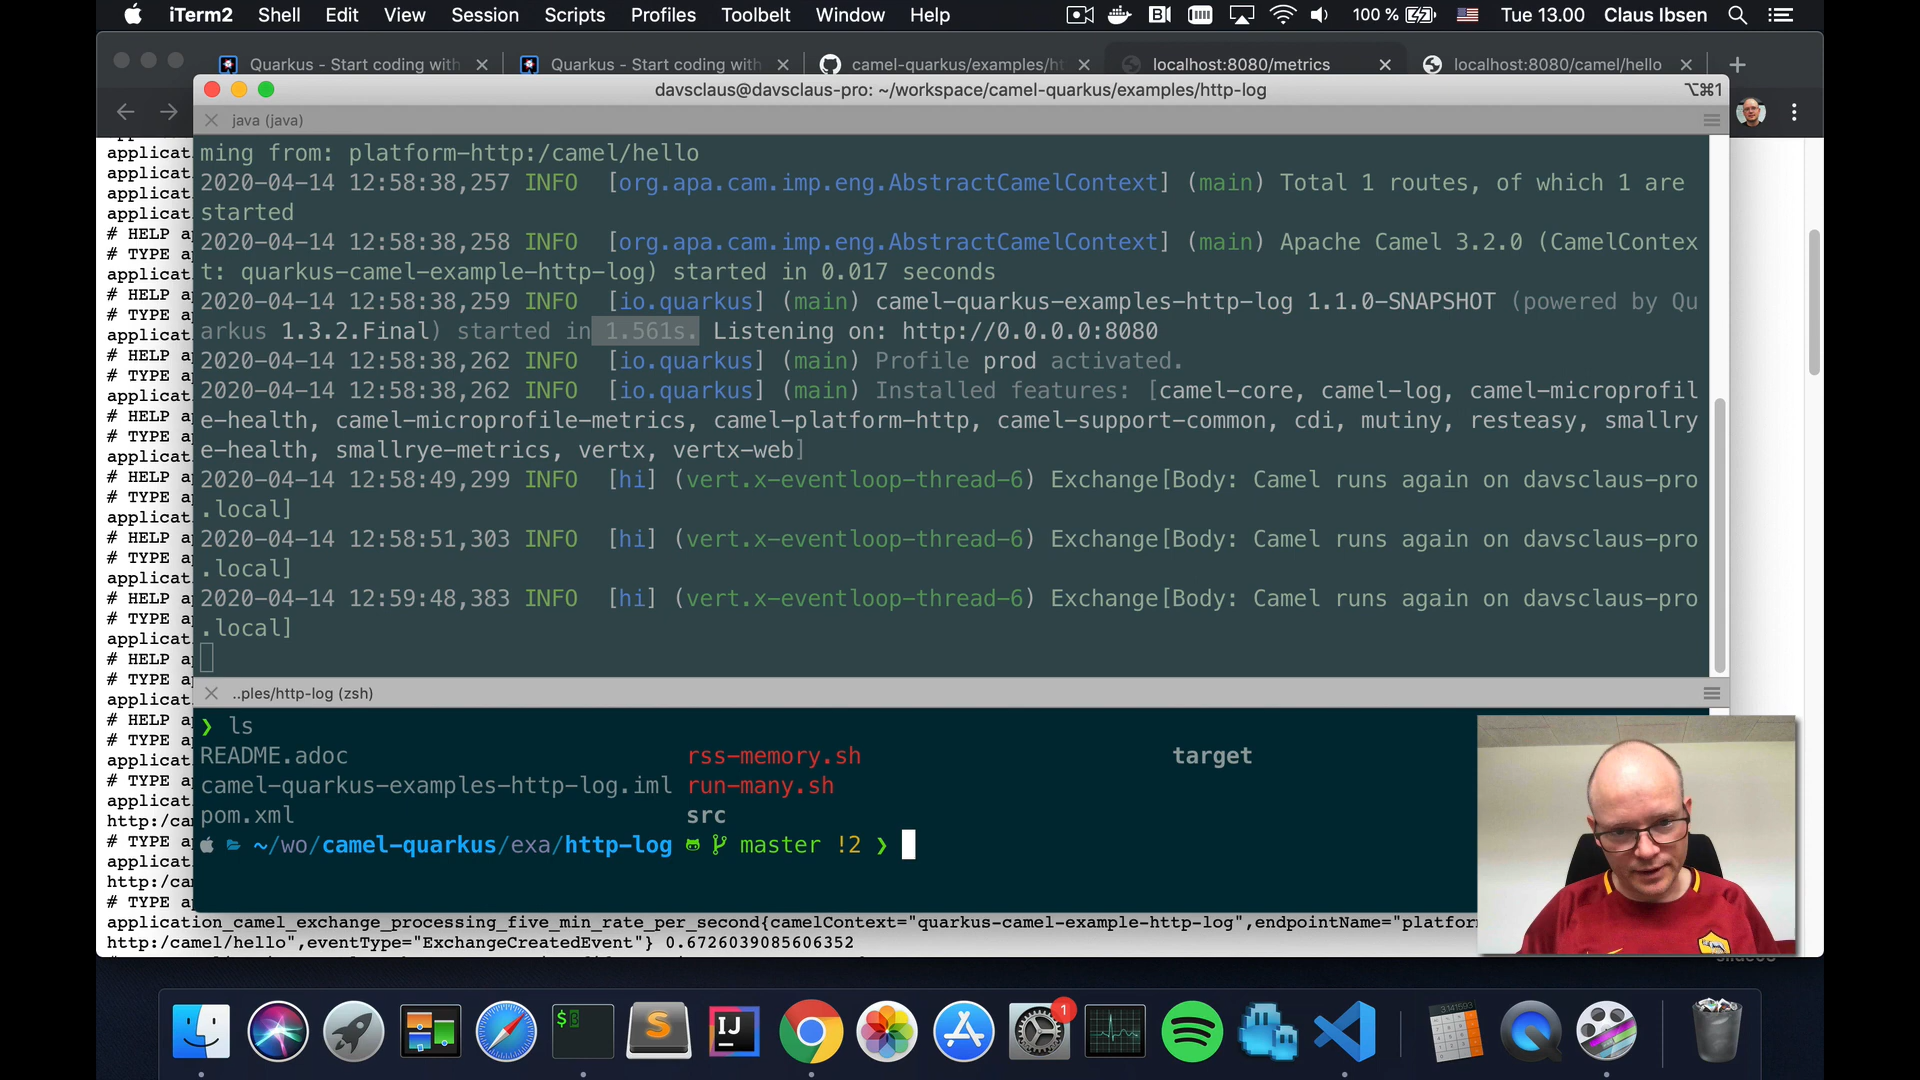 iTerm2 Shell Edit View Session Scripts Profiles Toolbelt Window Help 100 % Tue 13.00 Claus Ibsen
Quarkus - Start coding with Quarkus - Start coding with camel-quarkus/examples/ht localhost:8080/metrics localhost:8080/camel/hello
davsclaus@davsclaus-pro: ~/workspace/camel-quarkus/examples/http-log ⌥⌘1
java (java)
ming from: platform-http:/camel/hello
2020-04-14 12:58:38,257 INFO [org.apa.cam.imp.eng.AbstractCamelContext] (main) Total 1 routes, of which 1 are
started
2020-04-14 12:58:38,258 INFO [org.apa.cam.imp.eng.AbstractCamelContext] (main) Apache Camel 3.2.0 (CamelContex
t: quarkus-camel-example-http-log) started in 0.017 seconds
2020-04-14 12:58:38,259 INFO [io.quarkus] (main) camel-quarkus-examples-http-log 1.1.0-SNAPSHOT (powered by Qu
arkus 1.3.2.Final) started in 1.561s. Listening on: http://0.0.0.0:8080
2020-04-14 12:58:38,262 INFO [io.quarkus] (main) Profile prod activated.
2020-04-14 12:58:38,262 INFO [io.quarkus] (main) Installed features: [camel-core, camel-log, camel-microprofil
e-health, camel-microprofile-metrics, camel-platform-http, camel-support-common, cdi, mutiny, resteasy, smallry
e-health, smallrye-metrics, vertx, vertx-web]
2020-04-14 12:58:49,299 INFO [hi] (vert.x-eventloop-thread-6) Exchange[Body: Camel runs again on davsclaus-pro
.local]
2020-04-14 12:58:51,303 INFO [hi] (vert.x-eventloop-thread-6) Exchange[Body: Camel runs again on davsclaus-pro
.local]
2020-04-14 12:59:48,383 INFO [hi] (vert.x-eventloop-thread-6) Exchange[Body: Camel runs again on davsclaus-pro
.local]
..ples/http-log (zsh)
❯ ls
README.adoc rss-memory.sh target
camel-quarkus-examples-http-log.iml run-many.sh
pom.xml src
~/wo/camel-quarkus/exa/http-log master !2 ❯
application_camel_exchange_processing_five_min_rate_per_second{camelContext="quarkus-camel-example-http-log",endpointName="platfor
http:/camel/hello",eventType="ExchangeCreatedEvent"} 0.6726039085606352